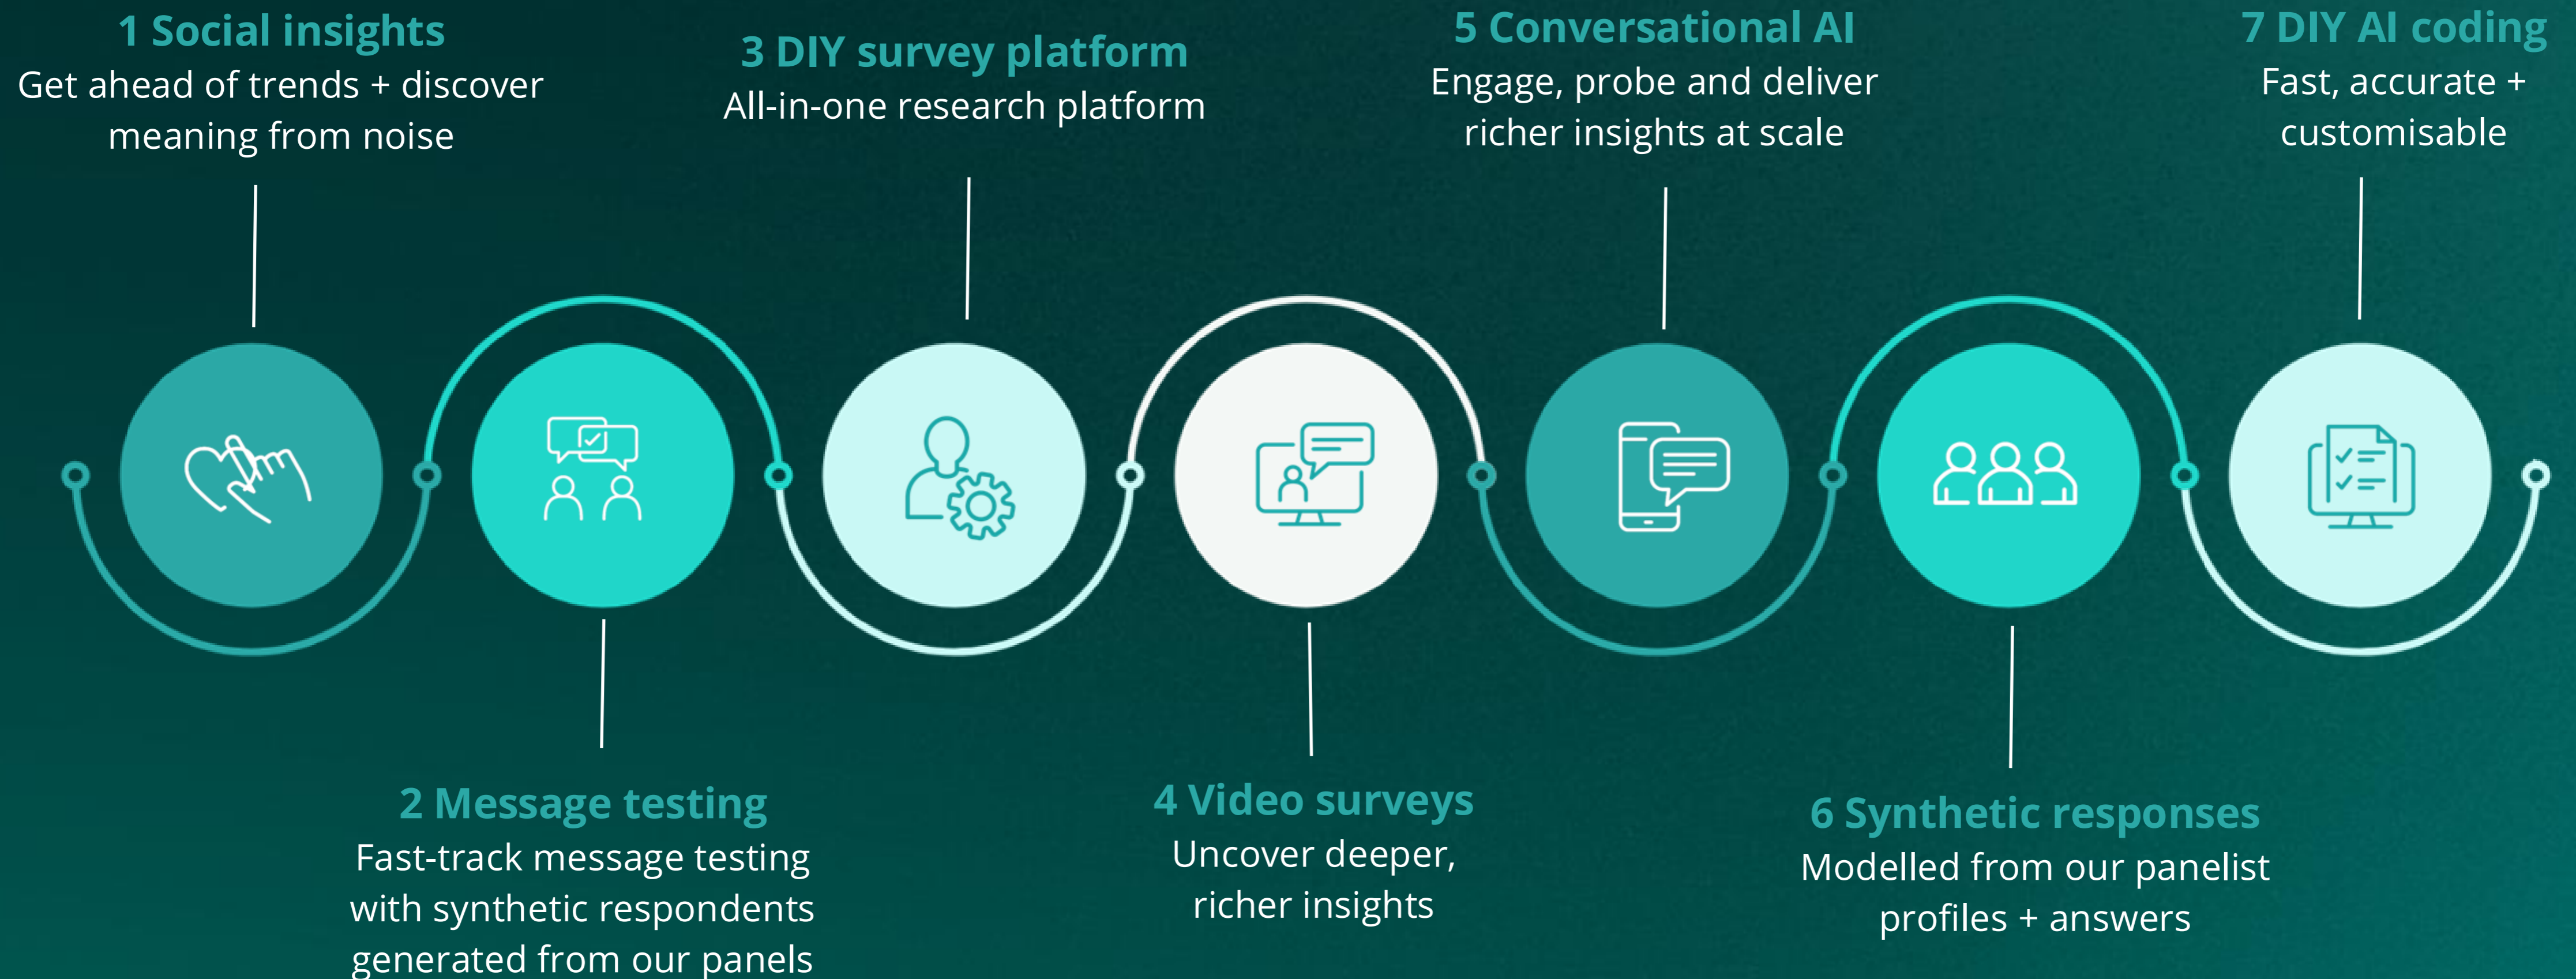 1 Social insights
Get ahead of trends + discover
meaning from noise
2 Message testing
Fast-track message testing
with synthetic respondents
generated from our panels
3 DIY survey platform
All-in-one research platform
4 Video surveys
Uncover deeper,
richer insights
5 Conversational AI
Engage, probe and deliver
richer insights at scale
6 Synthetic responses
Modelled from our panelist
profiles + answers
7 DIY AI coding
Fast, accurate +
customisable